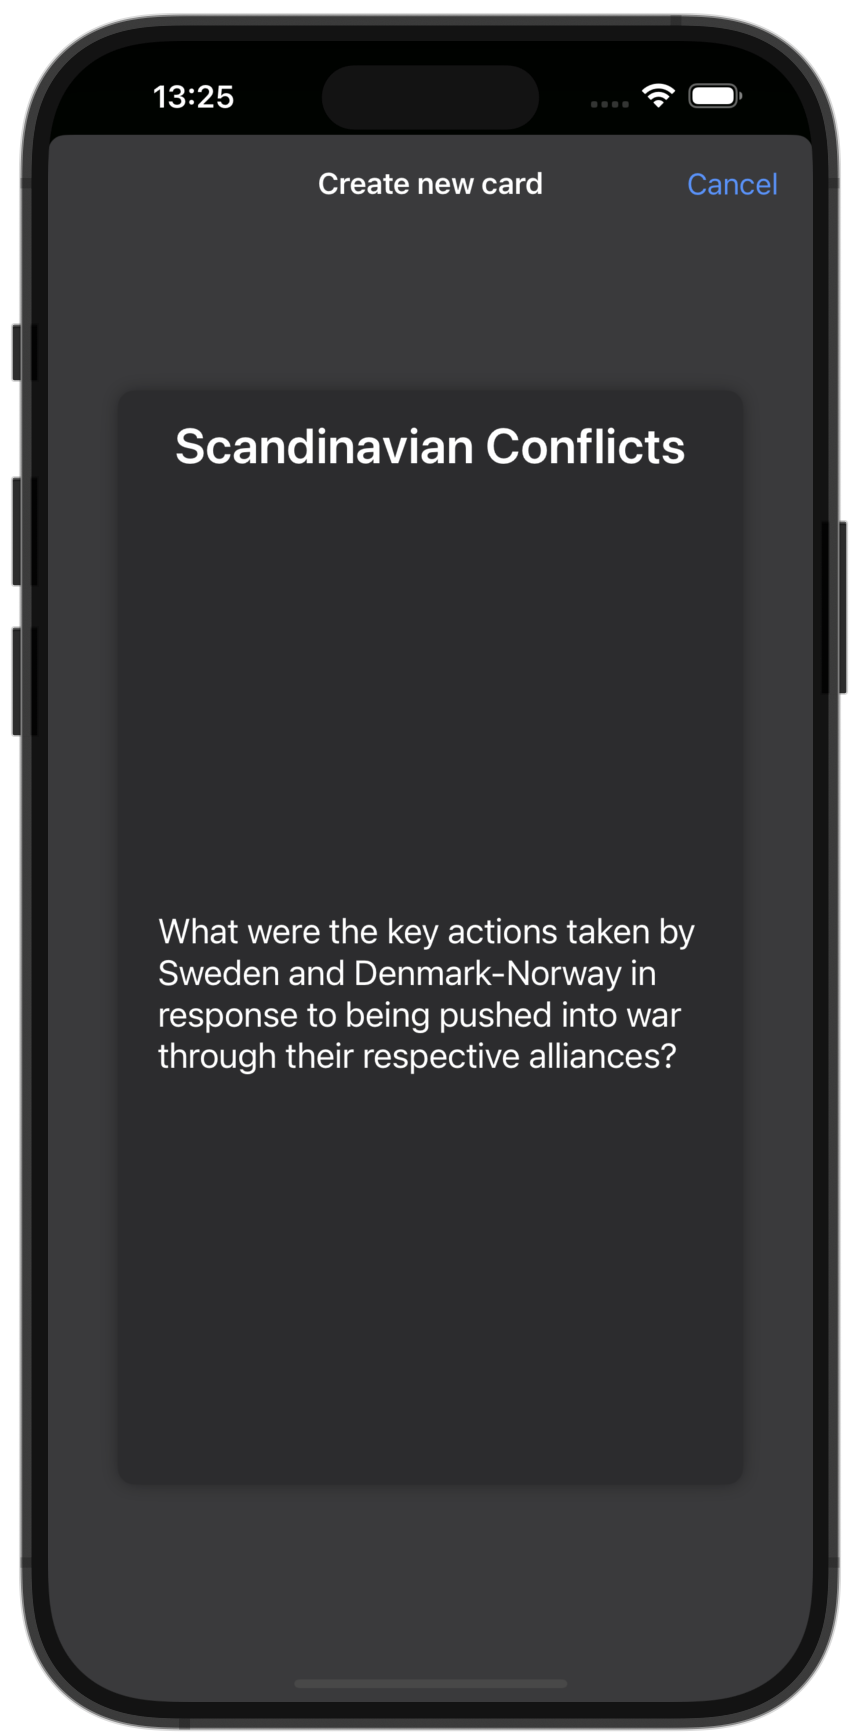 13:25
Create new card
Cancel
Scandinavian Conflicts
What were the key actions taken by
Sweden and Denmark-Norway in
response to being pushed into war
through their respective alliances?